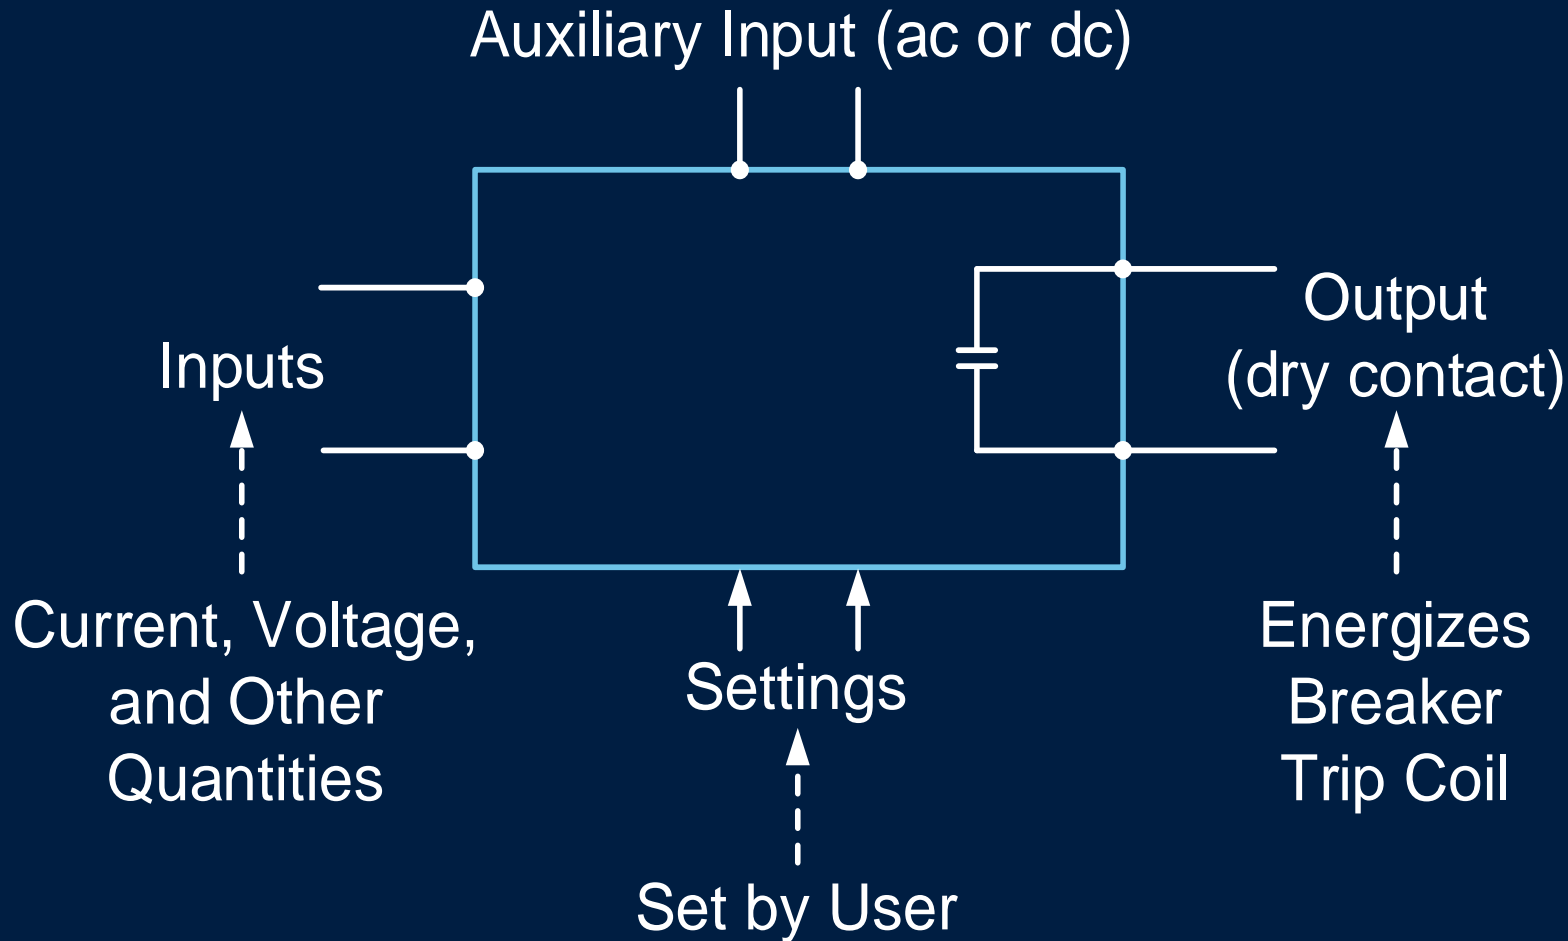 Auxiliary Input (ac or dc)
Inputs
Output
(dry contact)
Current, Voltage,
and Other
Quantities
Settings
Energizes
Breaker
Trip Coil
Set by User